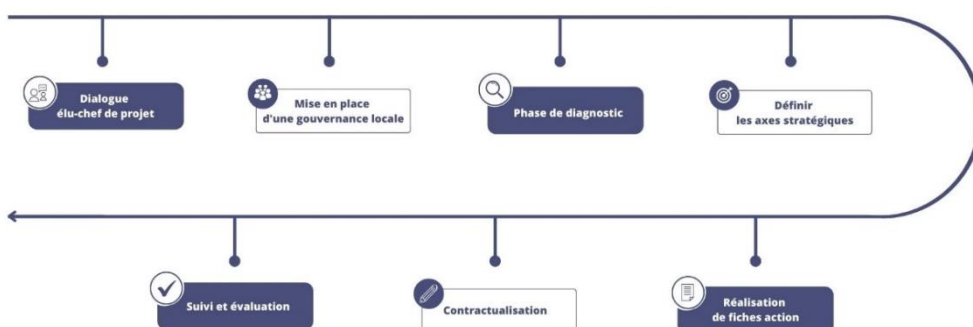 Dialogue
élu-chef de projet
Mise en place
d'une gouvernance locale
Phase de diagnostic
Définir
les axes stratégiques
Réalisation
de fiches action
Contractualisation
Suivi et évaluation